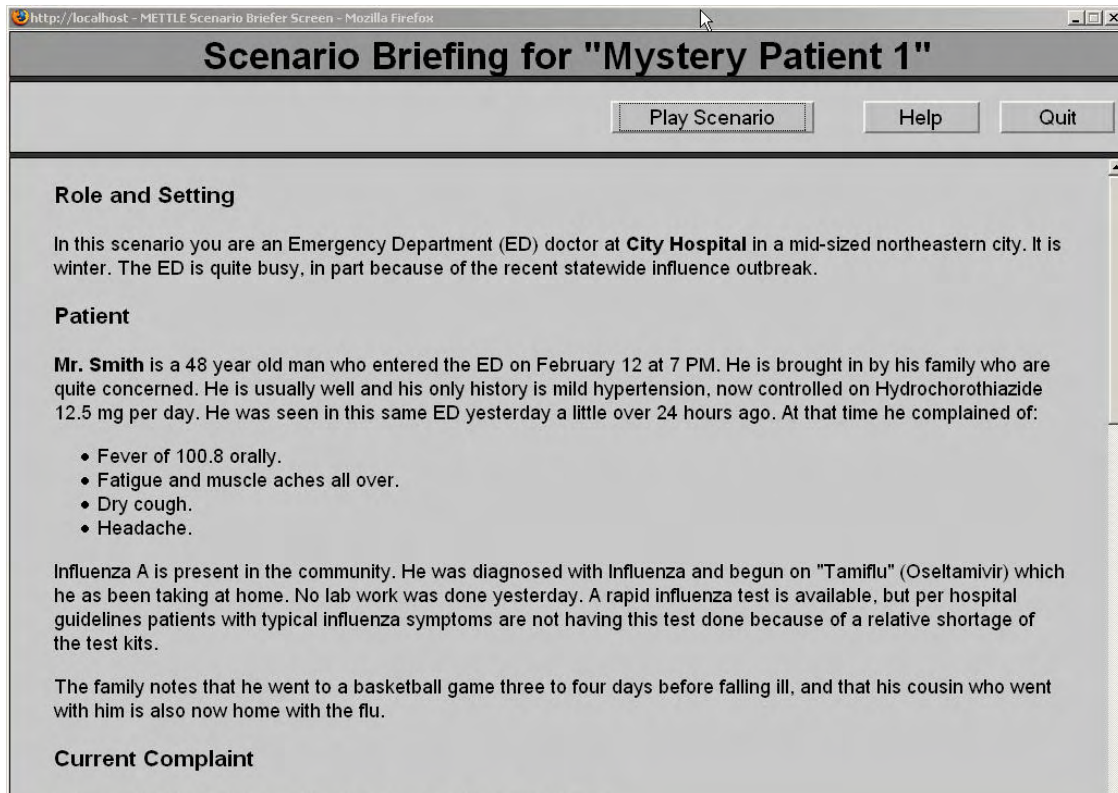 http://localhost - METTLE Scenario Briefer Screen - Mozilla Firefox
Scenario Briefing for "Mystery Patient 1"
Play Scenario Help Quit
Role and Setting
In this scenario you are an Emergency Department (ED) doctor at City Hospital in a mid-sized northeastern city. It is
winter. The ED is quite busy, in part because of the recent statewide influence outbreak.
Patient
Mr. Smith is a 48 year old man who entered the ED on February 12 at 7 PM. He is brought in by his family who are
quite concerned. He is usually well and his only history is mild hypertension, now controlled on Hydrochorothiazide
12.5 mg per day. He was seen in this same ED yesterday a little over 24 hours ago. At that time he complained of:
• Fever of 100.8 orally.
• Fatigue and muscle aches all over.
• Dry cough.
• Headache.
Influenza A is present in the community. He was diagnosed with Influenza and begun on "Tamiflu" (Oseltamivir) which
he as been taking at home. No lab work was done yesterday. A rapid influenza test is available, but per hospital
guidelines patients with typical influenza symptoms are not having this test done because of a relative shortage of
the test kits.
The family notes that he went to a basketball game three to four days before falling ill, and that his cousin who went
with him is also now home with the flu.
Current Complaint